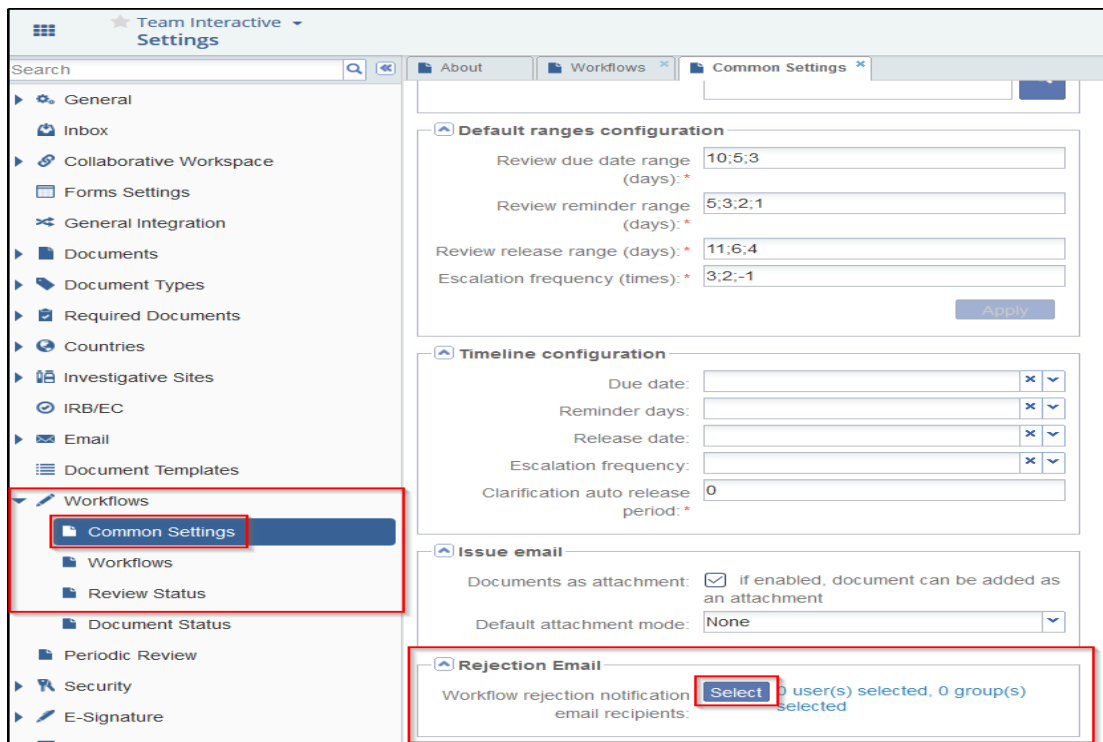 Team Interactive
Settings
Search
About
Workflows
Common Settings
General
Inbox
Collaborative Workspace
Forms Settings
General Integration
Documents
Document Types
Required Documents
Countries
Investigative Sites
IRB/EC
Email
Document Templates
Workflows
Common Settings
Workflows
Review Status
Document Status
Periodic Review
Security
E-Signature
Default ranges configuration
Review due date range
(days):*
10;5;3
Review reminder range
(days):*
5;3;2;1
Review release range (days):*
11;6;4
Escalation frequency (times):*
3;2;-1
Apply
Timeline configuration
Due date:
Reminder days:
Release date:
Escalation frequency:
Clarification auto release
period:*
0
Issue email
Documents as attachment:
if enabled, document can be added as
an attachment
Default attachment mode:
None
Rejection Email
Workflow rejection notification
email recipients:
Select
0 user(s) selected, 0 group(s)
selected